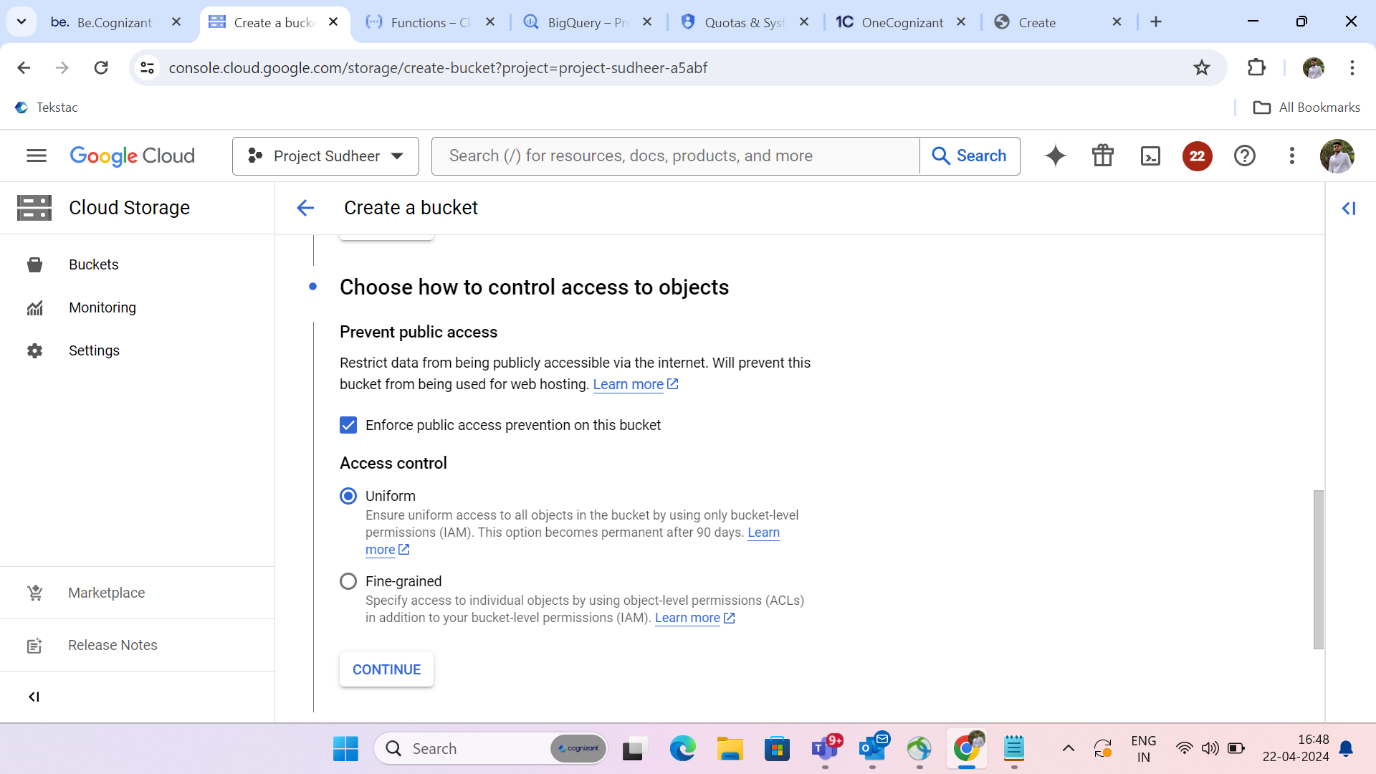 be. Be.Cognizant
Create a buck
Functions – Cl
BigQuery – Pr
Quotas & Syst
1C OneCognizant
Create
console.cloud.google.com/storage/create-bucket?project=project-sudheer-a5abf
Tekstac
All Bookmarks
Google Cloud
Project Sudheer
Search (/) for resources, docs, products, and more
Search
22
Cloud Storage
Create a bucket
Buckets
Monitoring
Settings
Marketplace
Release Notes
Choose how to control access to objects
Prevent public access
Restrict data from being publicly accessible via the internet. Will prevent this
bucket from being used for web hosting. Learn more
Enforce public access prevention on this bucket
Access control
Uniform
Ensure uniform access to all objects in the bucket by using only bucket-level
permissions (IAM). This option becomes permanent after 90 days. Learn
more
Fine-grained
Specify access to individual objects by using object-level permissions (ACLs)
in addition to your bucket-level permissions (IAM). Learn more
CONTINUE
Search
cognizant
9+
ENG
IN
16:48
22-04-2024